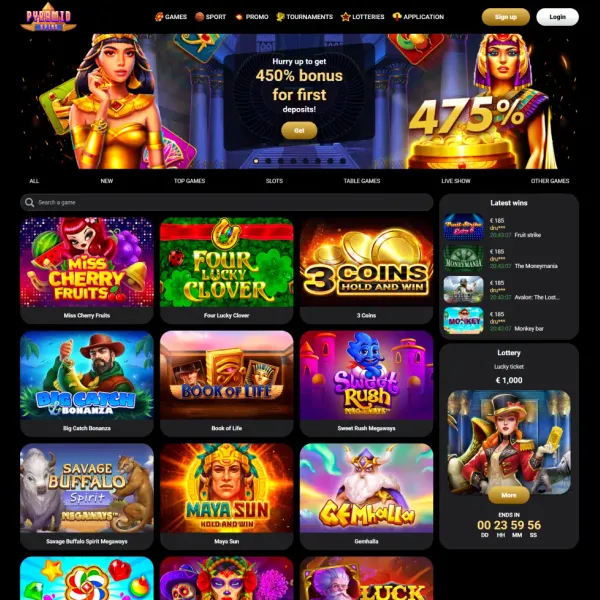 PYRAMID
SPINS
GAMES
SPORT
PROMO
TOURNAMENTS
LOTTERIES
APPLICATION
Sign up
Login
Hurry up to get
450% bonus
for first
deposits!
Get
475%
ALL
NEW
TOP GAMES
SLOTS
TABLE GAMES
LIVE SHOW
OTHER GAMES
Search a game
MISS
CHERRY
FRUITS
Miss Cherry Fruits
FOUR
LUCKY
CLOVER
Four Lucky Clover
3 COINS
HOLD AND WIN
3 Coins
BIG CATCH
BONANZA
Big Catch Bonanza
BOOK OF LIFE
Book of Life
Sweet
Rush
MEGAWAYS™
Sweet Rush Megaways
SAVAGE
BUFFALO
Spirit
MEGAWAYS™
Savage Buffalo Spirit Megaways
MAYA SUN
HOLD AND WIN
Maya Sun
GEMHALLA
Gemhalla
LUCK
Latest wins
€ 185
dru***
20:43:07 Fruit strike
€ 185
dru***
20:43:07 The Moneymania
MONEYMANIA
€ 185
dru***
20:43:07 Avalon: The Lost...
€ 185
dru***
20:43:07 Monkey bar
MONKEY
Lottery
Lucky ticket
€ 1,000
More
ENDS IN
00 23 59 56
DD HH MM SS